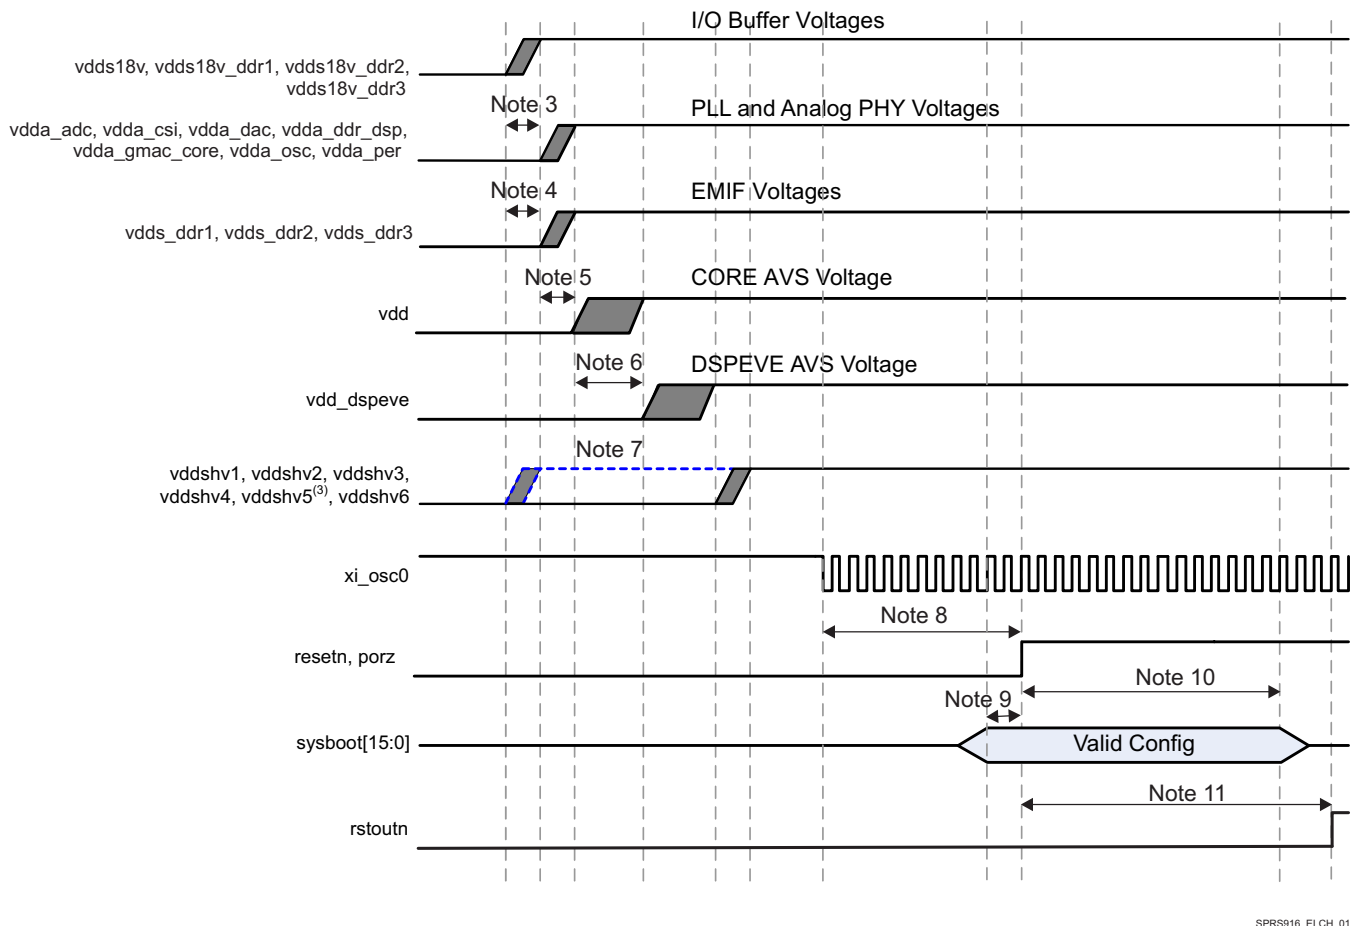 I/O Buffer Voltages
vdds18v, vdds18v_ddr1, vdds18v_ddr2,
vdds18v_ddr3
Note 3
PLL and Analog PHY Voltages
vdda_adc, vdda_csi, vdda_dac, vdda_ddr_dsp,
vdda_gmac_core, vdda_osc, vdda_per
Note 4
EMIF Voltages
vdds_ddr1, vdds_ddr2, vdds_ddr3
Note 5
CORE AVS Voltage
vdd
Note 6
DSPEVE AVS Voltage
vdd_dspeve
Note 7
vddshv1, vddshv2, vddshv3,
vddshv4, vddshv5(3), vddshv6
xi_osc0
Note 8
resetn, porz
Note 10
Note 9
sysboot[15:0]
Valid Config
Note 11
rstoutn
SPRS916_ELCH_01